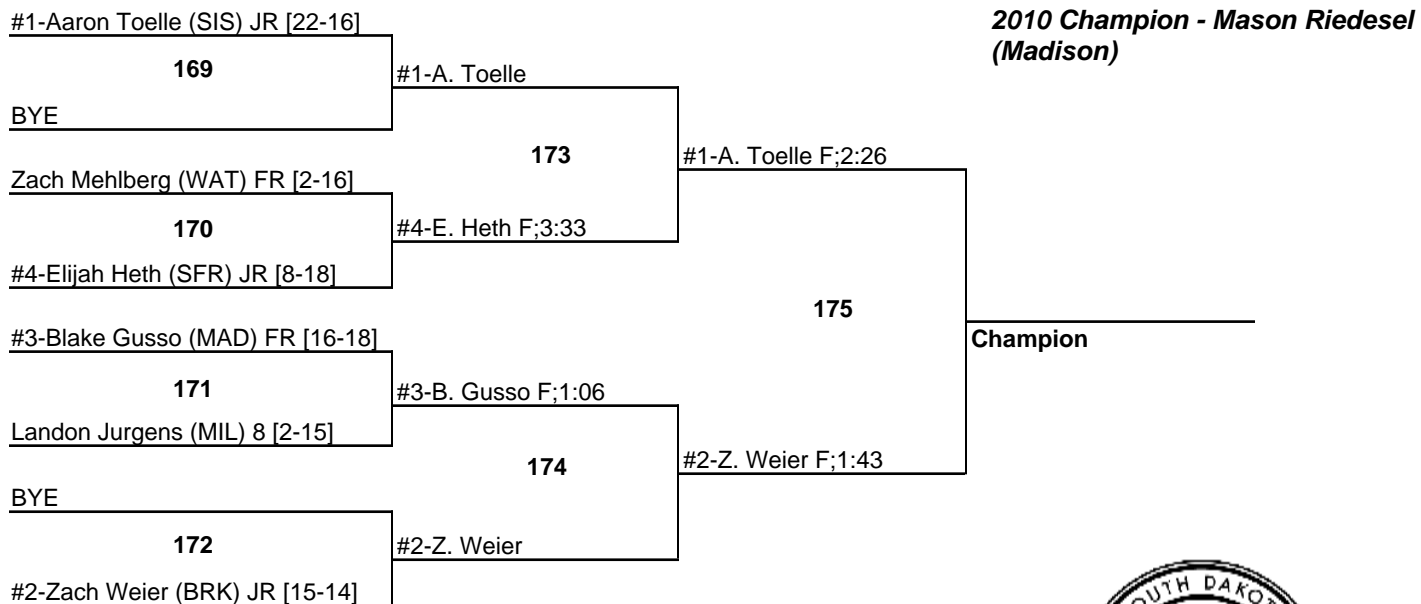 #1-Aaron Toelle (SIS) JR [22-16]
2010 Champion - Mason Riedesel
(Madison)
169
#1-A. Toelle
BYE
173
#1-A. Toelle F;2:26
Zach Mehlberg (WAT) FR [2-16]
170
#4-E. Heth F;3:33
#4-Elijah Heth (SFR) JR [8-18]
175
#3-Blake Gusso (MAD) FR [16-18]
Champion
171
#3-B. Gusso F;1:06
Landon Jurgens (MIL) 8 [2-15]
174
#2-Z. Weier F;1:43
BYE
172
#2-Z. Weier
#2-Zach Weier (BRK) JR [15-14]